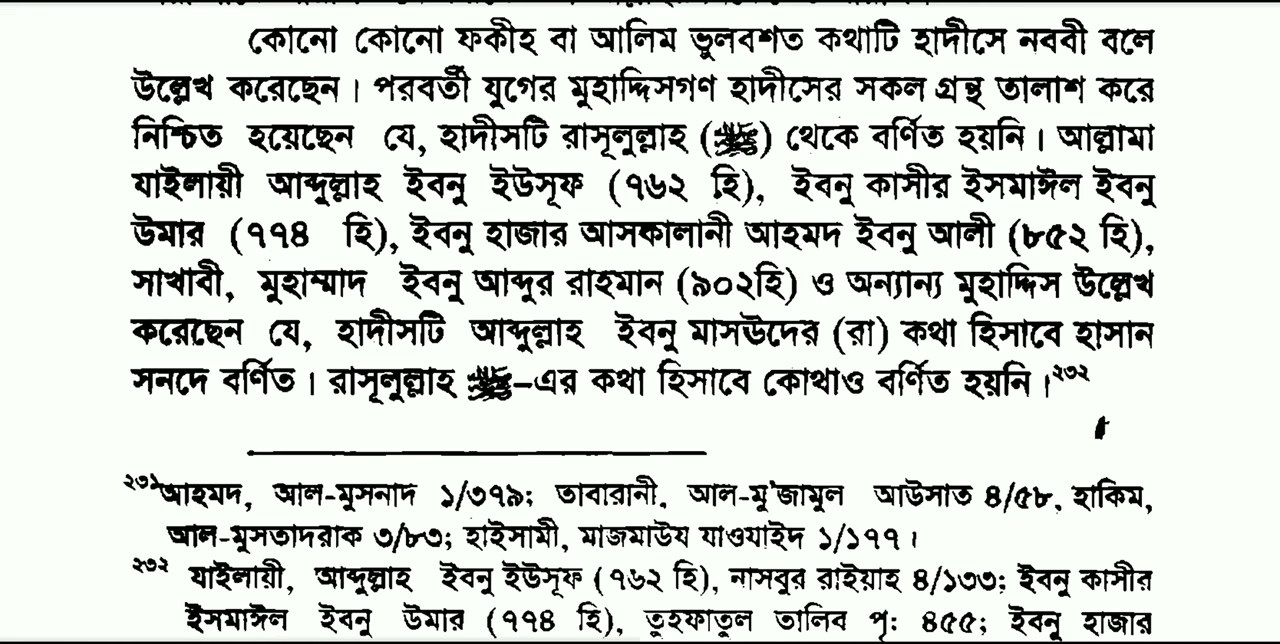 কোনো কোনো ফকীহ বা আলিম ভুলবশত কথাটি হাদীসে নববী বলে
উল্লেখ করেছেন। পরবর্তী যুগের মুহাদ্দিসগণ হাদীসের সকল গ্রন্থ তালাশ করে
নিশ্চিত হয়েছেন যে, হাদীসটি রাসূলুল্লাহ (ﷺ) থেকে বর্ণিত হয়নি। আল্লামা
যাইলায়ী আব্দুল্লাহ ইবনু ইউসূফ (৭৬২ হি), ইবনু কাসীর ইসমাঈল ইবনু
উমার (৭৭৪ হি), ইবনু হাজার আসকালানী আহমদ ইবনু আলী (৮৫২ হি),
সাখাবী, মুহাম্মাদ ইবনু আব্দুর রাহমান (৯০২হি) ও অন্যান্য মুহাদ্দিস উল্লেখ
করেছেন যে, হাদীসটি আব্দুল্লাহ ইবনু মাসঊদের (রা) কথা হিসাবে হাসান
সনদে বর্ণিত। রাসূলুল্লাহ ﷺ-এর কথা হিসাবে কোথাও বর্ণিত হয়নি।২৩২
২৩১আহমদ, আল-মুসনাদ ১/৩৭৯; তাবারানী, আল-মু'জামুল আউসাত ৪/৫৮, হাকিম,
আল-মুসতাদরাক ৩/৮৩; হাইসামী, মাজমাউয যাওয়াইদ ১/১৭৭।
২৩২ যাইলায়ী, আব্দুল্লাহ ইবনু ইউসূফ (৭৬২ হি), নাসবুর রাইয়াহ ৪/১৩৩; ইবনু কাসীর
ইসমাঈল ইবনু উমার (৭৭৪ হি), তুহফাতুল তালিব পৃ: ৪৫৫; ইবনু হাজার